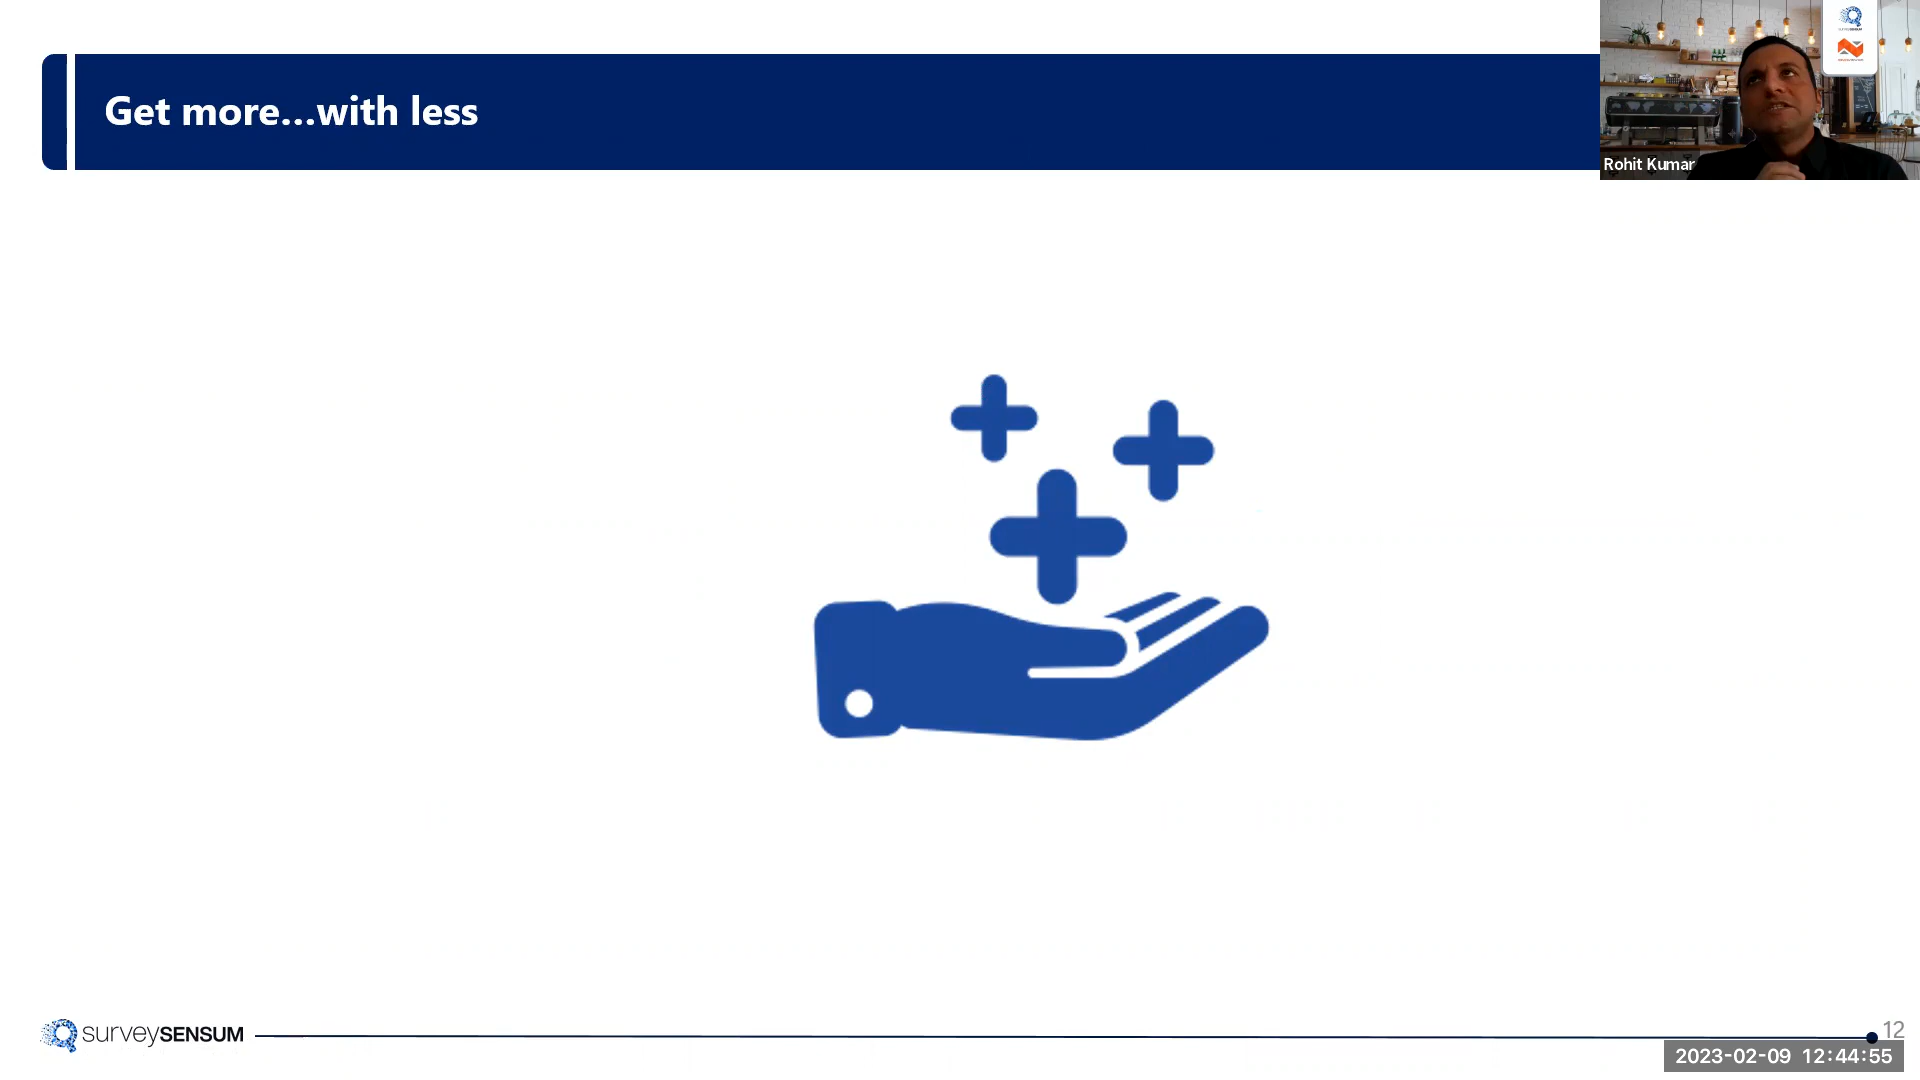 Get more...with less
Rohit Kumar
surveySENSUM
12
2023-02-09 12:44:55